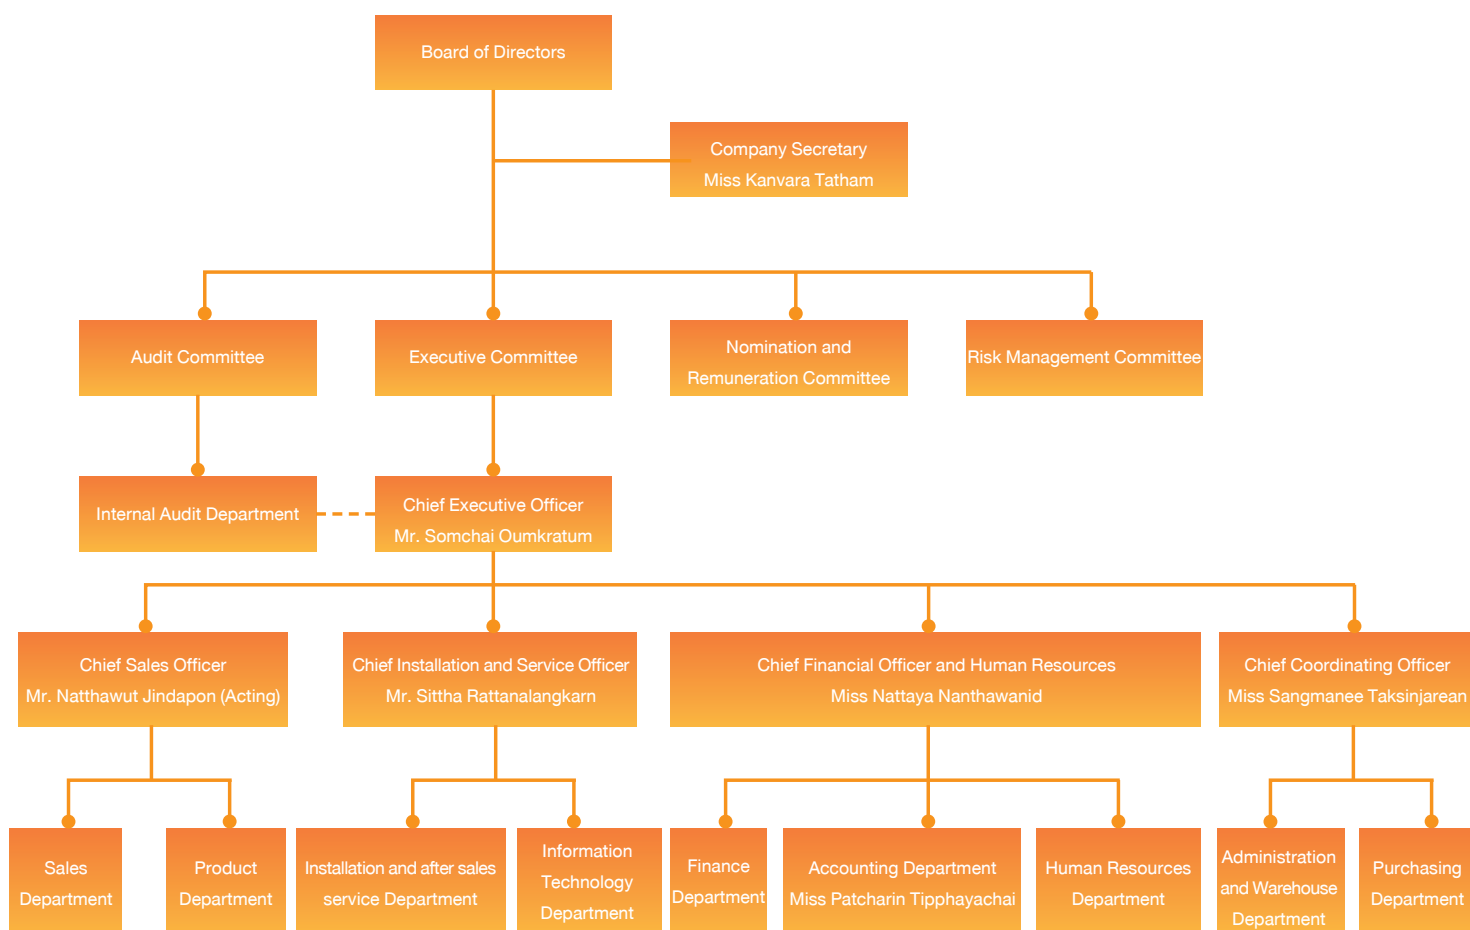 Board of Directors
Company Secretary
Miss Kanvara Tatham
Audit Committee
Executive Committee
Nomination and
Remuneration Committee
Risk Management Committee
Internal Audit Department
Chief Executive Officer
Mr. Somchai Oumkratum
Chief Sales Officer
Mr. Natthawut Jindapon (Acting)
Chief Installation and Service Officer
Mr. Sittha Rattanalangkarn
Chief Financial Officer and Human Resources
Miss Nattaya Nanthawanid
Chief Coordinating Officer
Miss Sangmanee Taksinjarean
Sales
Department
Product
Department
Installation and after sales
service Department
Information
Technology
Department
Finance
Department
Accounting Department
Miss Patcharin Tipphayachai
Human Resources
Department
Administration
and Warehouse
Department
Purchasing
Department